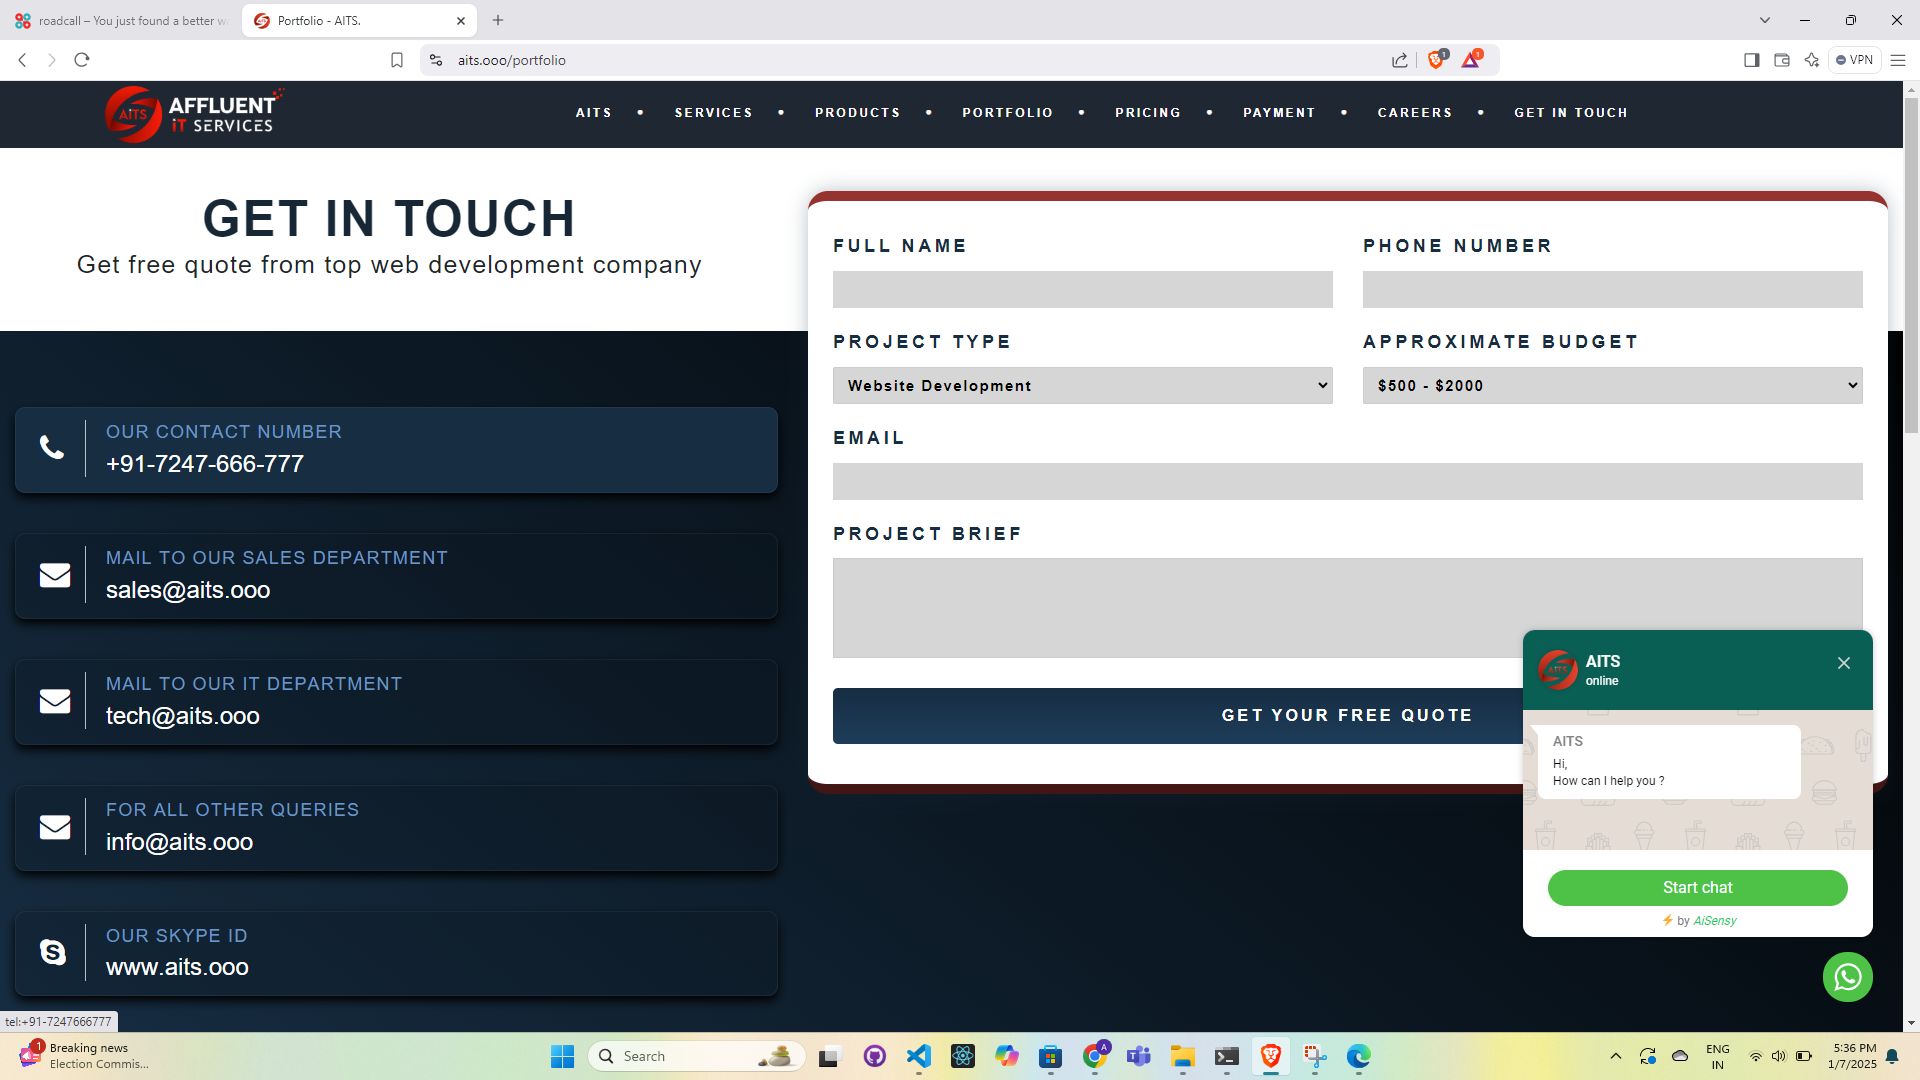 roadcall – You just found a better w
Portfolio - AITS.
aits.ooo/portfolio
1
1
VPN
AiTS
AFFLUENT
iT SERVICES
AITS • SERVICES • PRODUCTS • PORTFOLIO • PRICING • PAYMENT • CAREERS • GET IN TOUCH
GET IN TOUCH
Get free quote from top web development company
OUR CONTACT NUMBER
+91-7247-666-777
MAIL TO OUR SALES DEPARTMENT
sales@aits.ooo
MAIL TO OUR IT DEPARTMENT
tech@aits.ooo
FOR ALL OTHER QUERIES
info@aits.ooo
OUR SKYPE ID
www.aits.ooo
FULL NAME
PHONE NUMBER
PROJECT TYPE
APPROXIMATE BUDGET
Website Development
$500 - $2000
EMAIL
PROJECT BRIEF
GET YOUR FREE QUOTE
AITS
online
AITS
Hi,
How can I help you ?
Start chat
⚡ by AiSensy
tel:+91-7247666777
1
Breaking news
Election Commis...
Search
A
ENG
IN
5:36 PM
1/7/2025